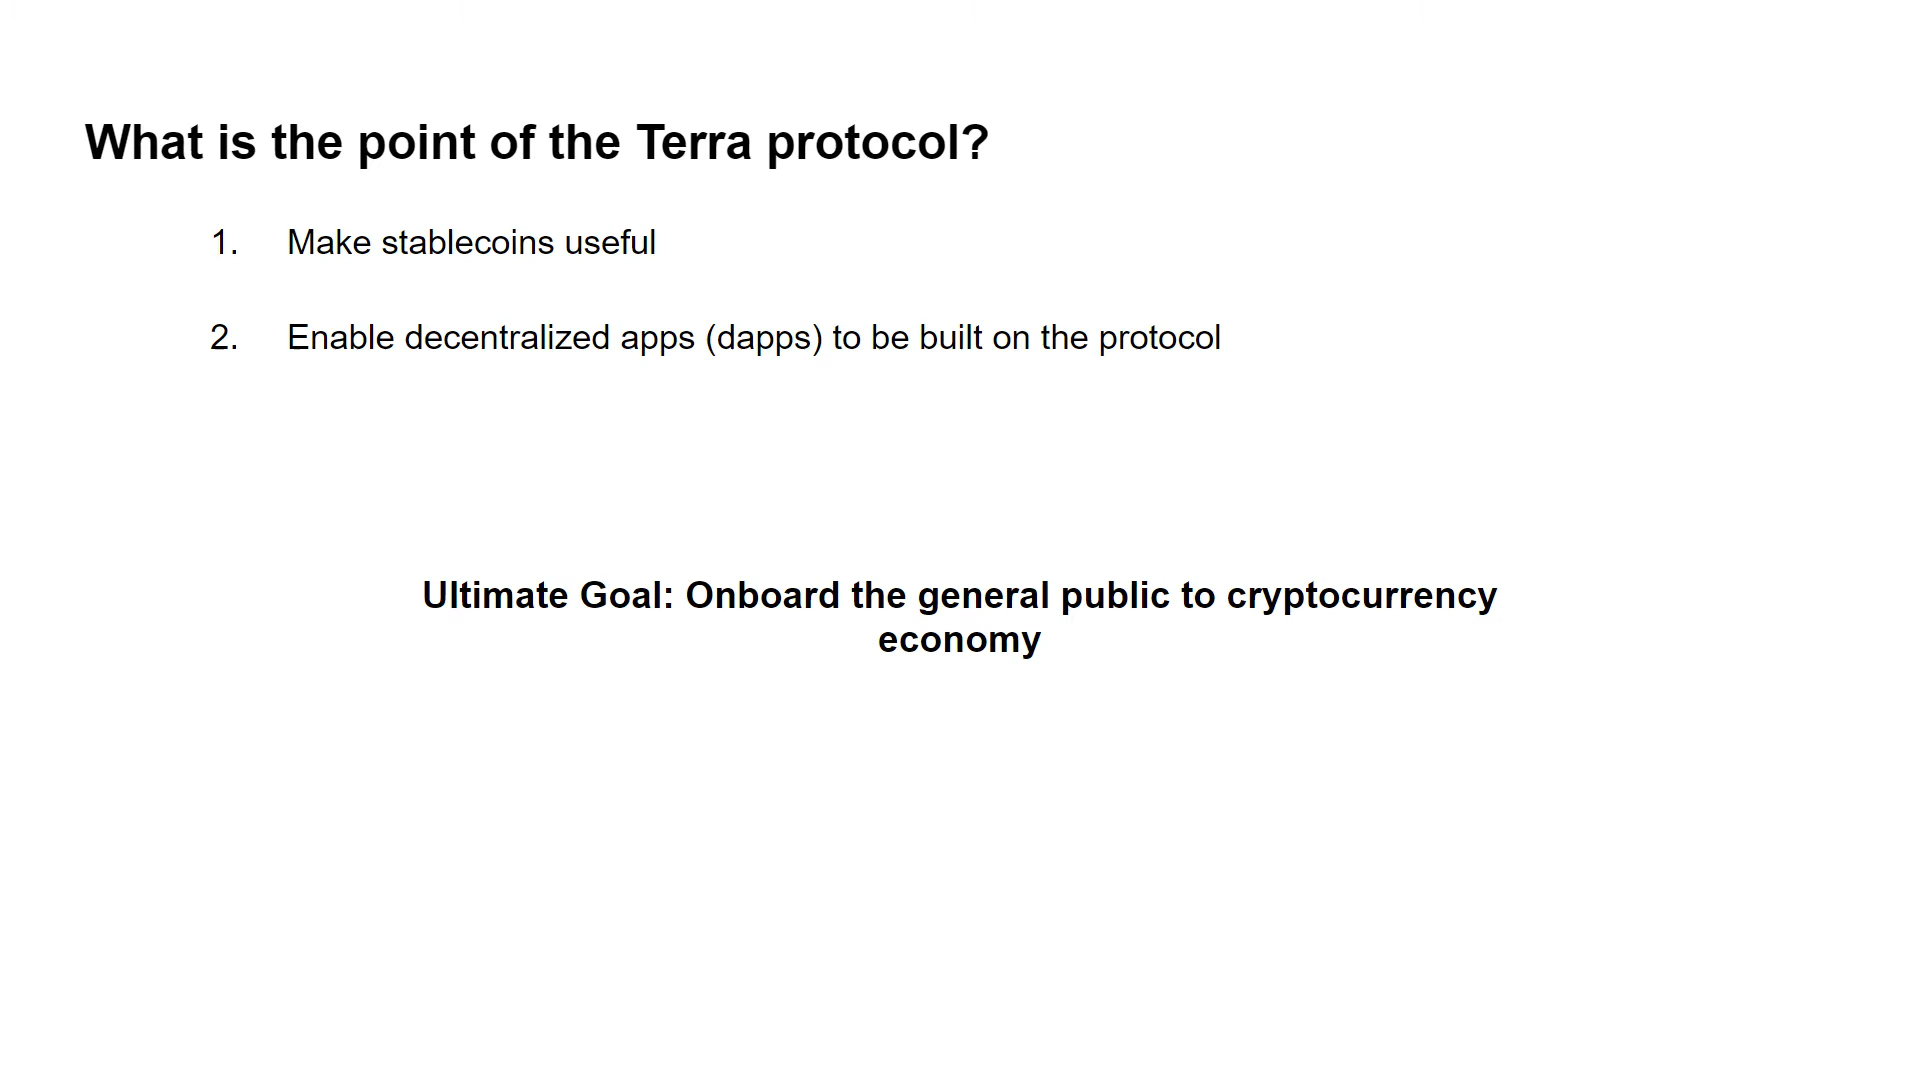 What is the point of the Terra protocol?
1. Make stablecoins useful
2. Enable decentralized apps (dapps) to be built on the protocol
Ultimate Goal: Onboard the general public to cryptocurrency
economy